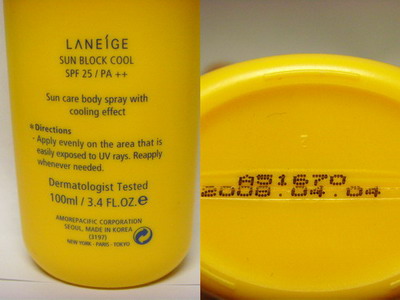 LANEÍGE
SUN BLOCK COOL
SPF 25 / PA ++
Sun care body spray with
cooling effect
※Directions
- Apply evenly on the area that is
easily exposed to UV rays. Reapply
whenever needed.
Dermatologist Tested
100ml / 3.4 FL.OZ.℮
AMOREPACIFIC CORPORATION
SEOUL, MADE IN KOREA
(3197)
NEW YORK - PARIS - TOKYO
AS1670
2008.04.04